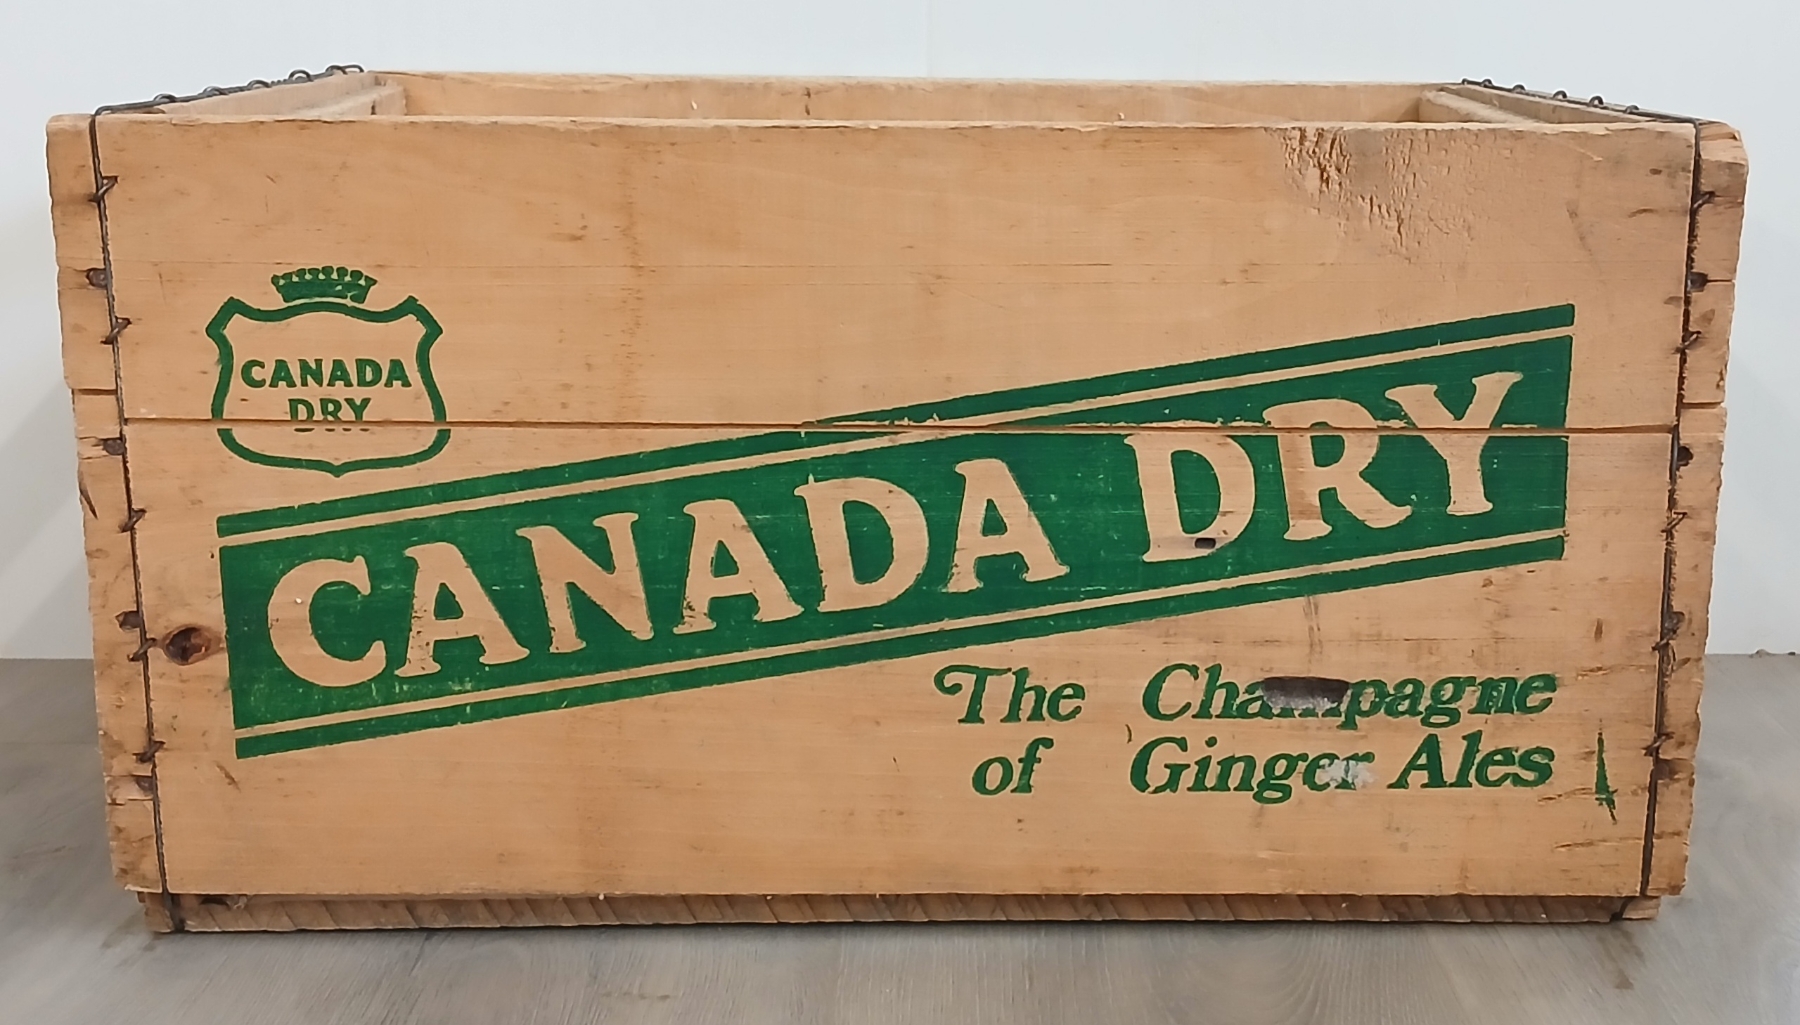 CANADA
DRY
CANADA DRY
The Champagne
of Ginger Ales